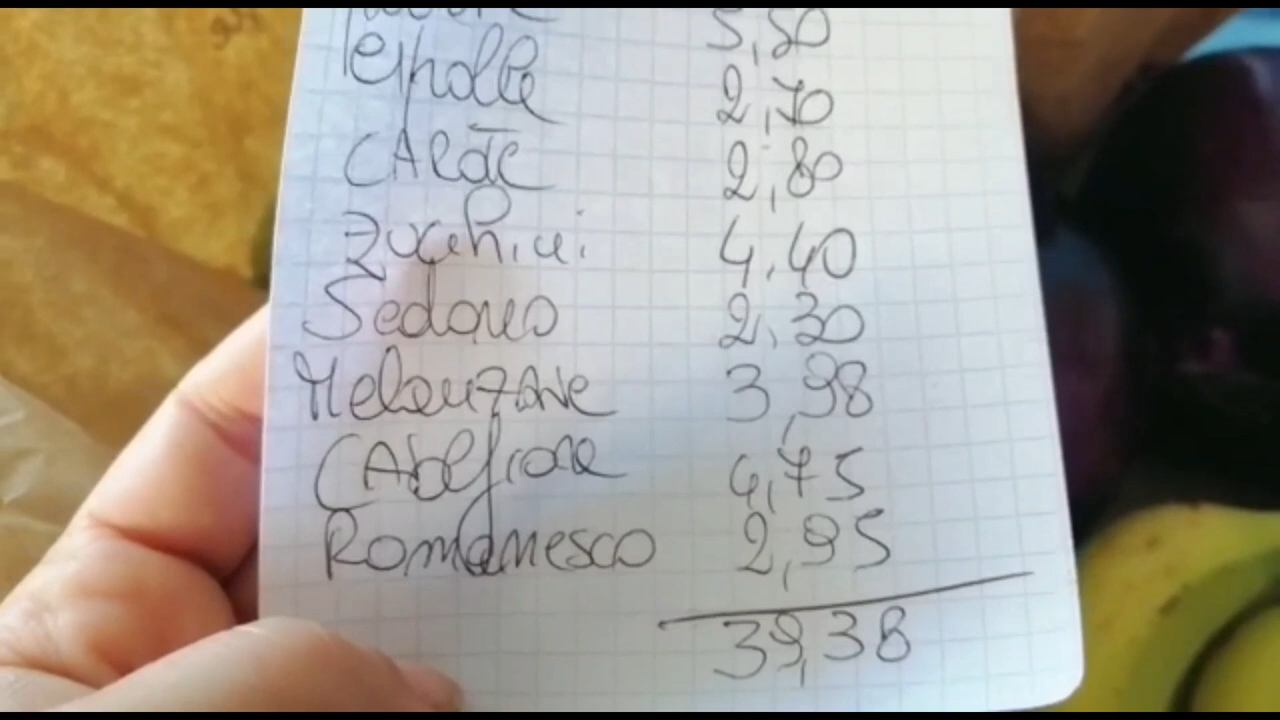 5,50
Cipolle 2,70
CAROTE 2,80
Zucchine 4,40
Sedano 2,30
Melanzane 3,98
CAVOLfiore 4,75
Romanesco 2,95
39,38